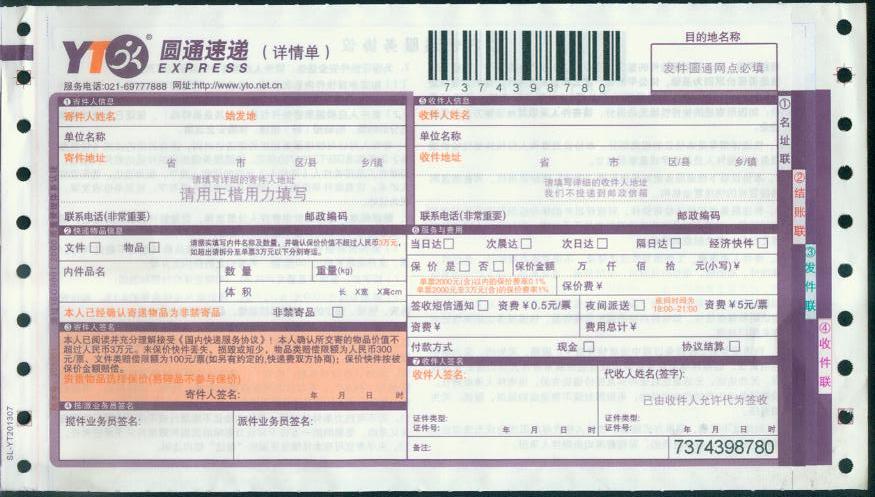 YTO® 圆通速递（详情单）
EXPRESS
服务电话:021-69777888 网址:http://www.yto.net.cn
7 3 7 4 3 9 8 7 8 0
目的地名称
发件圆通网点必填
①寄件人信息
寄件人姓名 始发地
单位名称
寄件地址 省 市 区/县 乡/镇
请填写详细的寄件人地址
请用正楷用力填写
联系电话(非常重要) 邮政编码
⑤收件人信息
收件人姓名
单位名称
收件地址 省 市 区/县 乡/镇
请填写详细的收件人地址
我们不投递到邮政信箱
联系电话(非常重要) 邮政编码
②快递物品信息
文件 □ 物品 □
请据实填写内件名称及数量，并确认保价价值不超过人民币3万元，
如超出请拆分至单票3万元以下分别寄运。
内件品名 数 量 重量(kg)
体 积 长 X宽 X高cm
本人已经确认寄递物品为非禁寄品 非禁寄品 □
③寄件人签名
本人已阅读并充分理解接受《国内快递服务协议》！本人确认所交寄的物品价值不
超过人民币3万元。未保价快件丢失、损毁或短少，物品类赔偿限额为人民币300
元/票、文件类赔偿限额为100元/票(如另有约定的,快递费双方协商)；保价快件按被
保价金额赔偿。
贵重物品选择保价(易碎品不参与保价)
寄件人签名: 年 月 日 时
④揽/派业务员签名
揽件业务员签名: 派件业务员签名:
⑥服务与费用
当日达□ 次晨达 □ 次日达 □ 隔日达 □ 经济快件 □
保 价 是 □ 否 □ 保价金额 万 仟 佰 拾 元(小写)￥
单票2000元(含)以内的保价费率0.1%
单票2000元至3万元(含)的保价费率1%
保价费￥
签收短信通知 □ 资费￥0.5元/票 夜间派送 □ 夜间时间为
18:00-21:00 资费￥5元/票
资费￥ 费用总计￥
付款方式 现金 □ 协议结算 □
⑦收件人签名
收件人签名:
代收人姓名(签字):
已由收件人允许代为签收
证件类型:
证件号: 年 月 日 时
证件类型:
证件号: 年 月 日 时
备注:
7374398780
①名址联
②结账联
③发件联
④收件联
SL-YT201307